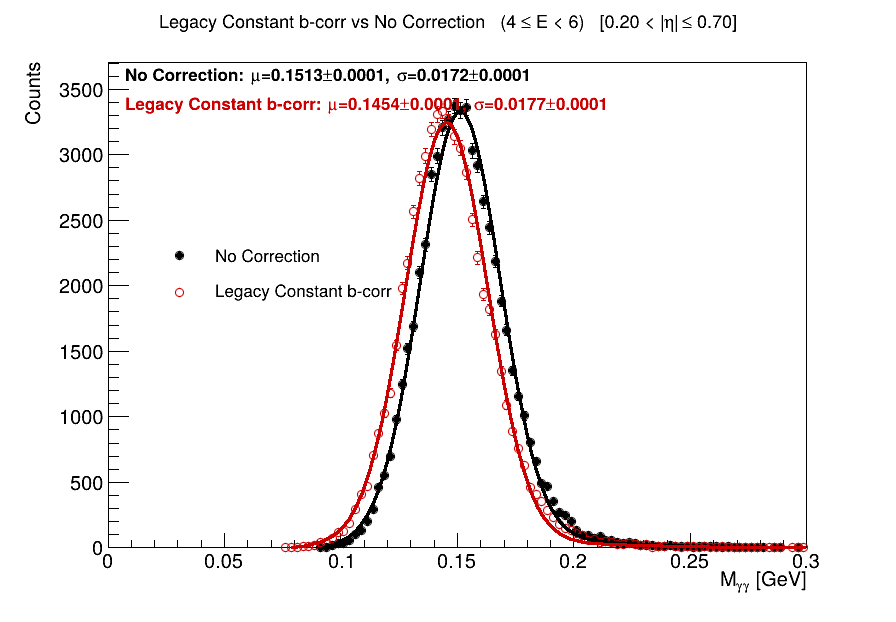 Legacy Constant b-corr vs No Correction (4 ≤ E < 6) [0.20 < |η| ≤ 0.70]
Counts
No Correction: μ=0.1513±0.0001, σ=0.0172±0.0001
Legacy Constant b-corr: μ=0.1454±0.0001, σ=0.0177±0.0001
3500
3000
2500
No Correction
Legacy Constant b-corr
2000
1500
1000
500
0
0 0.05 0.1 0.15 0.2 0.25 0.3
Mγγ [GeV]